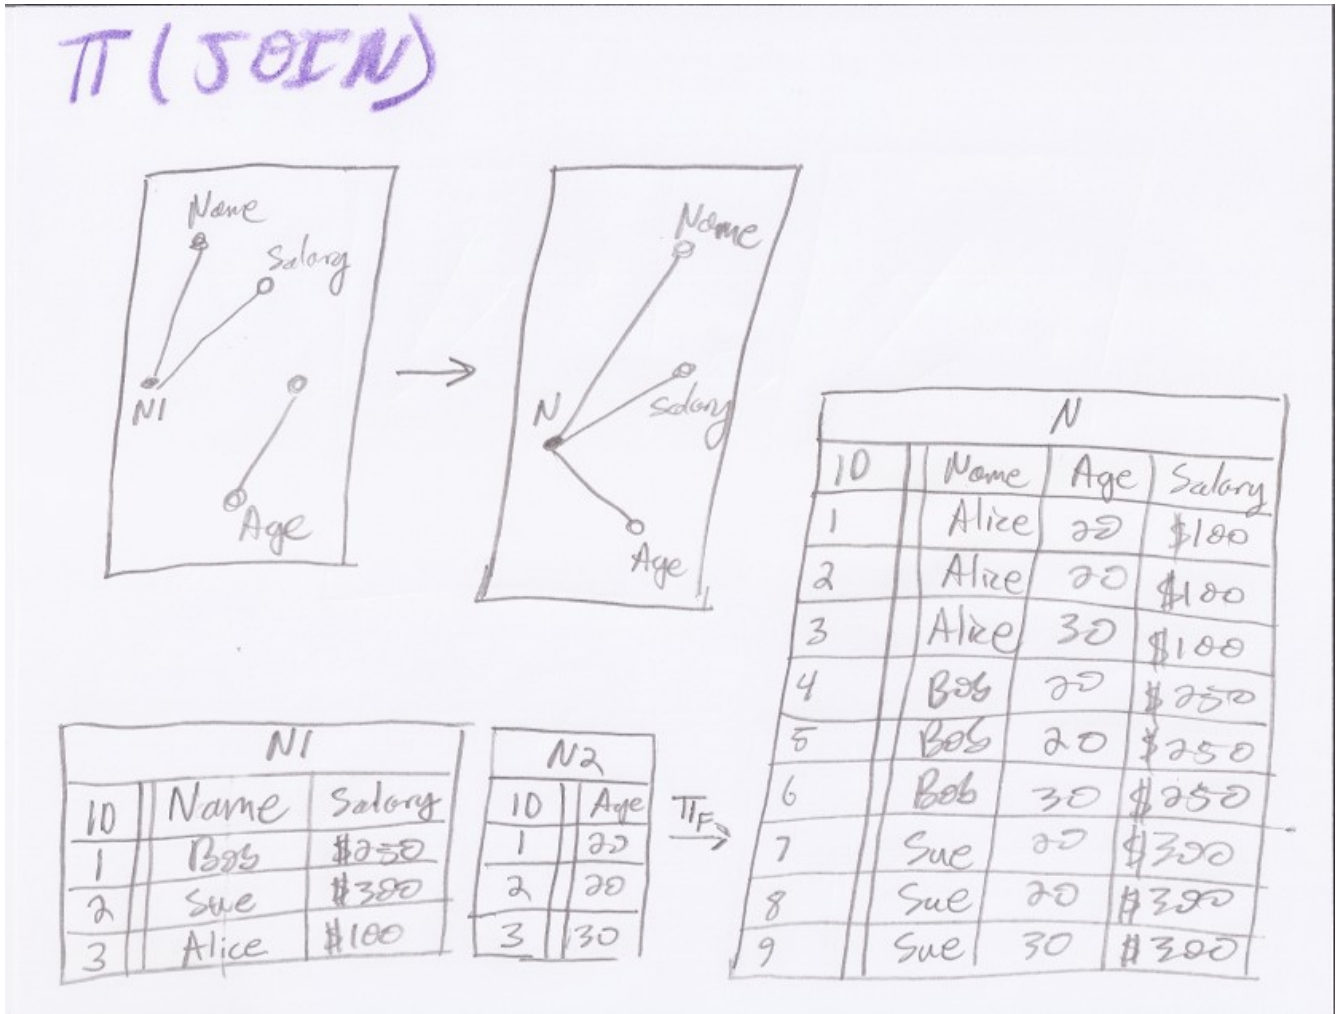 π (JOIN)
Name
Salary
N1
Age
Name
Salary
N
Age
N1
ID Name Salary
1 Bob $250
2 Sue $300
3 Alice $100
N2
ID Age
1 20
2 20
3 30
πF
N
ID Name Age Salary
1 Alice 20 $100
2 Alice 20 $100
3 Alice 30 $100
4 Bob 20 $250
5 Bob 20 $250
6 Bob 30 $250
7 Sue 20 $300
8 Sue 20 $300
9 Sue 30 $300